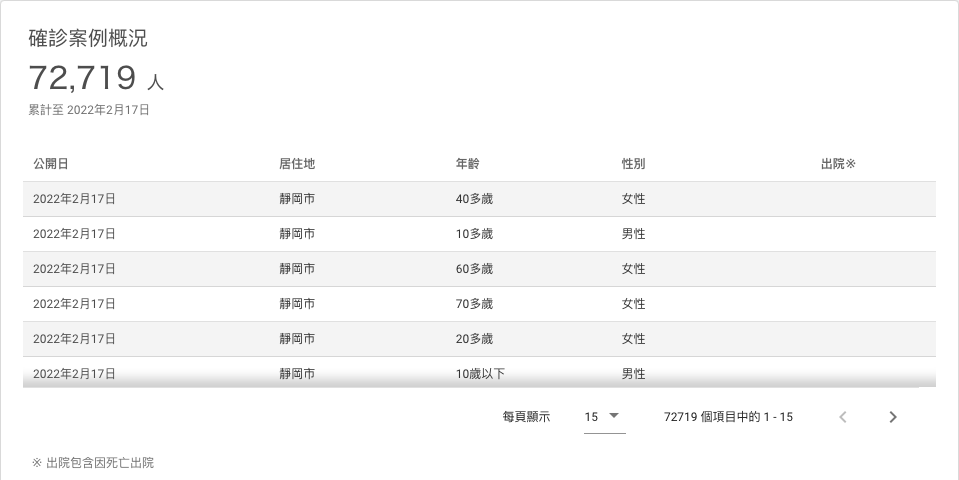 確診案例概況
72,719 人
累計至 2022年2月17日
公開日 居住地 年齡 性別 出院※
2022年2月17日 靜岡市 40多歲 女性
2022年2月17日 靜岡市 10多歲 男性
2022年2月17日 靜岡市 60多歲 女性
2022年2月17日 靜岡市 70多歲 女性
2022年2月17日 靜岡市 20多歲 女性
2022年2月17日 靜岡市 10歲以下 男性
每頁顯示 15 72719 個項目中的 1 - 15
※ 出院包含因死亡出院